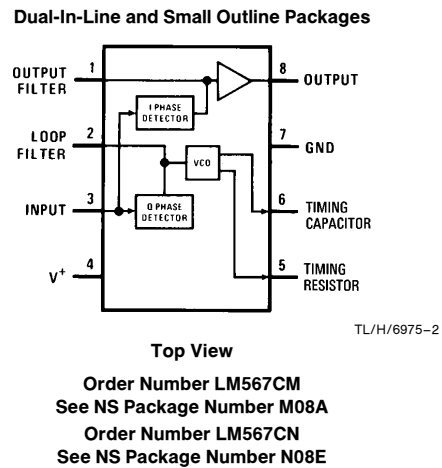 Dual-In-Line and Small Outline Packages
OUTPUT FILTER 1
8 OUTPUT
I PHASE DETECTOR
LOOP FILTER 2
7 GND
VCO
INPUT 3
6 TIMING CAPACITOR
Q PHASE DETECTOR
V+ 4
5 TIMING RESISTOR
TL/H/6975–2
Top View
Order Number LM567CM
See NS Package Number M08A
Order Number LM567CN
See NS Package Number N08E